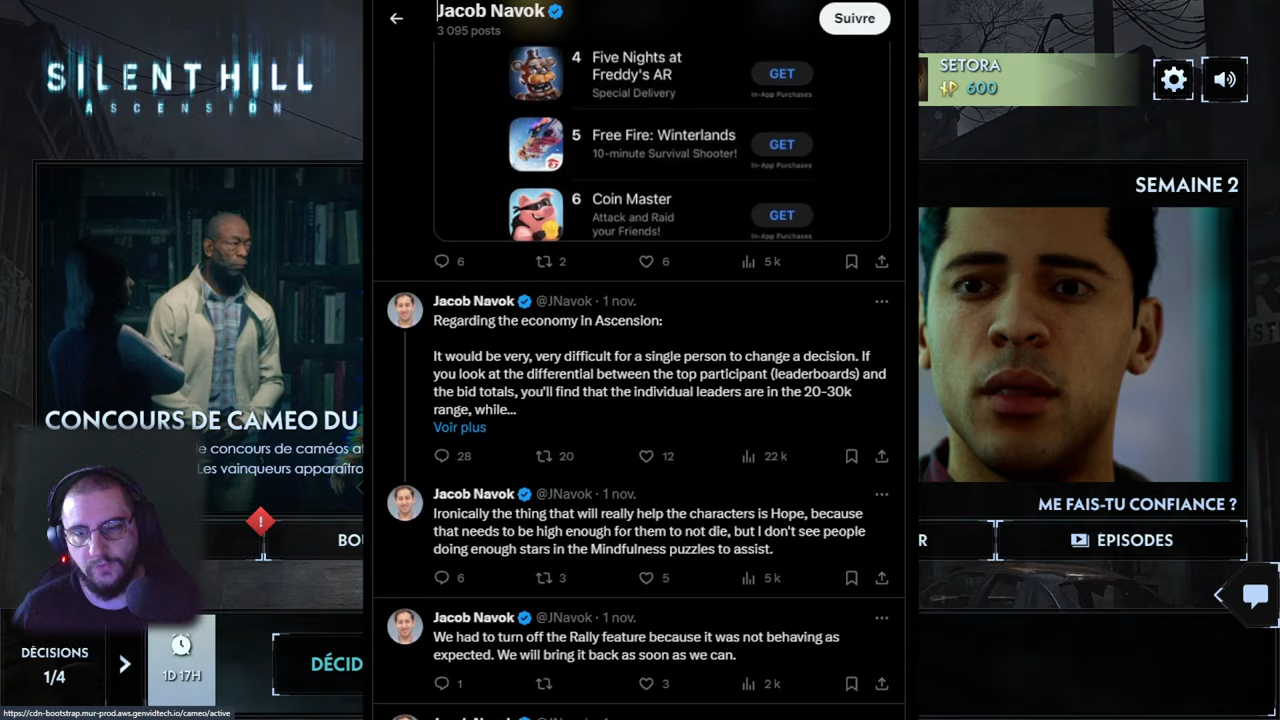 SILENT HILL
ASCENSION
CONCOURS DE CAMEO DU
e concours de caméos
Les vainqueurs apparaîtro
BO
DÉCISIONS
1/4
1D 17H
DÉCID
https://cdn-bootstrap.mur-prod.aws.genvidtech.io/cameo/active
Jacob Navok
3 095 posts
Suivre
4 Five Nights at
Freddy's AR
Special Delivery
GET
In-App Purchases
5 Free Fire: Winterlands
10-minute Survival Shooter!
GET
In-App Purchases
6 Coin Master
Attack and Raid
your Friends!
GET
In-App Purchases
6 2 6 5 k
Jacob Navok @JNavok · 1 nov.
Regarding the economy in Ascension:
It would be very, very difficult for a single person to change a decision. If
you look at the differential between the top participant (leaderboards) and
the bid totals, you'll find that the individual leaders are in the 20-30k
range, while...
Voir plus
28 20 12 22 k
Jacob Navok @JNavok · 1 nov.
Ironically the thing that will really help the characters is Hope, because
that needs to be high enough for them to not die, but I don't see people
doing enough stars in the Mindfulness puzzles to assist.
6 3 5 5 k
Jacob Navok @JNavok · 1 nov.
We had to turn off the Rally feature because it was not behaving as
expected. We will bring it back as soon as we can.
1 3 2 k
SETORA
600
SEMAINE 2
ME FAIS-TU CONFIANCE ?
R
ÉPISODES